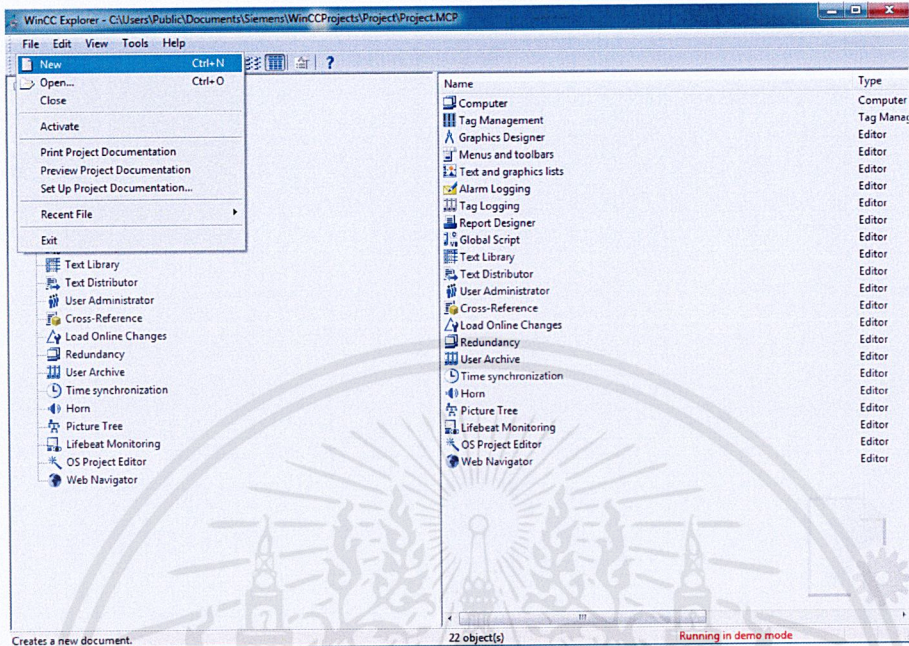 WinCC Explorer - C:\Users\Public\Documents\Siemens\WinCCProjects\Project\Project.MCP
File Edit View Tools Help
New Ctrl+N
Open... Ctrl+O
Close
Activate
Print Project Documentation
Preview Project Documentation
Set Up Project Documentation...
Recent File
Exit
Text Library
Text Distributor
User Administrator
Cross-Reference
Load Online Changes
Redundancy
User Archive
Time synchronization
Horn
Picture Tree
Lifebeat Monitoring
OS Project Editor
Web Navigator
Name Type
Computer Computer
Tag Management Tag Manag
Graphics Designer Editor
Menus and toolbars Editor
Text and graphics lists Editor
Alarm Logging Editor
Tag Logging Editor
Report Designer Editor
Global Script Editor
Text Library Editor
Text Distributor Editor
User Administrator Editor
Cross-Reference Editor
Load Online Changes Editor
Redundancy Editor
User Archive Editor
Time synchronization Editor
Horn Editor
Picture Tree Editor
Lifebeat Monitoring Editor
OS Project Editor Editor
Web Navigator Editor
Creates a new document. 22 object(s) Running in demo mode